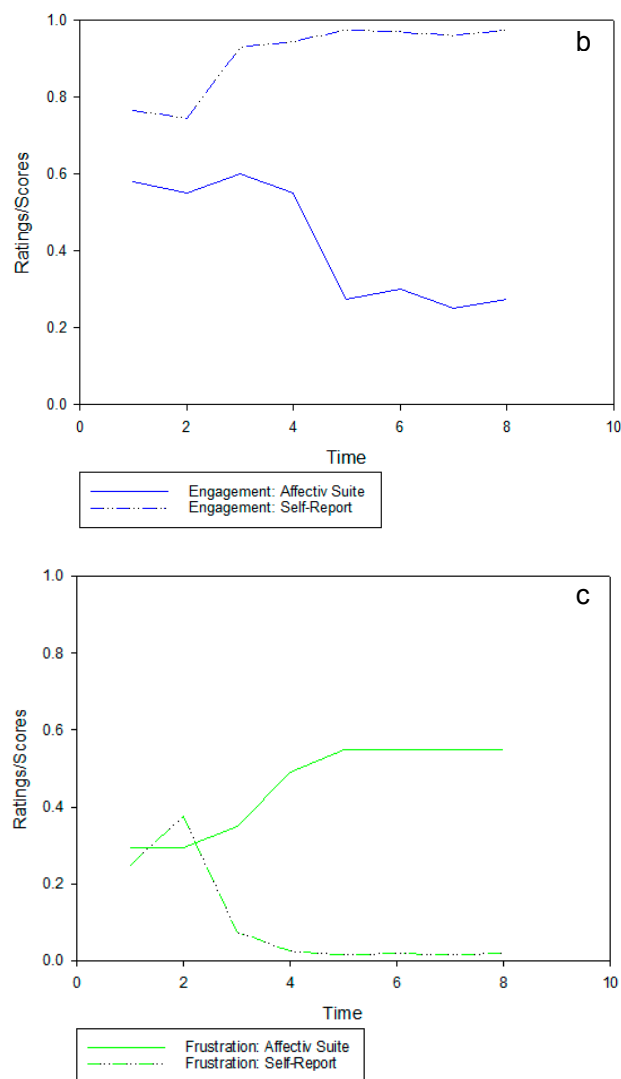 b
1.0
0.8
0.6
0.4
0.2
0.0
Ratings/Scores
0 2 4 6 8 10
Time
Engagement: Affectiv Suite
Engagement: Self-Report
c
1.0
0.8
0.6
0.4
0.2
0.0
Ratings/Scores
0 2 4 6 8 10
Time
Frustration: Affectiv Suite
Frustration: Self-Report